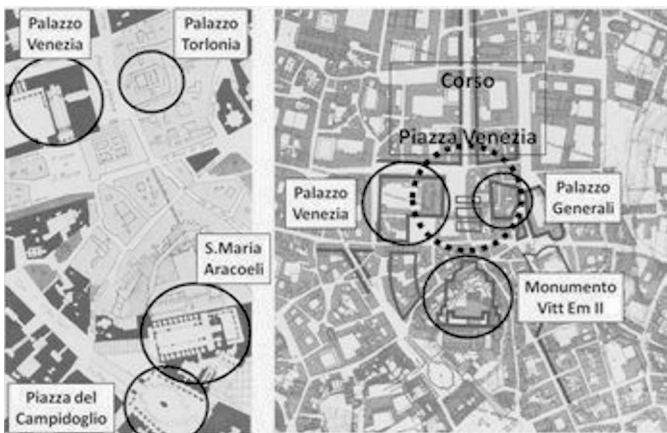 Palazzo
Venezia
Palazzo
Torlonia
S.Maria
Aracoeli
Piazza del
Campidoglio
Corso
Piazza Venezia
Palazzo
Venezia
Palazzo
Generali
Monumento
Vitt Em II